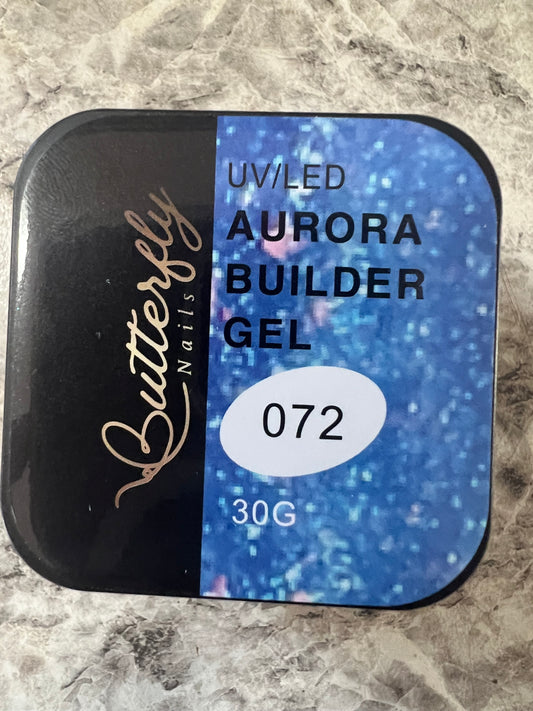 Butterfly
Nails
UV/LED
AURORA
BUILDER
GEL
072
30G